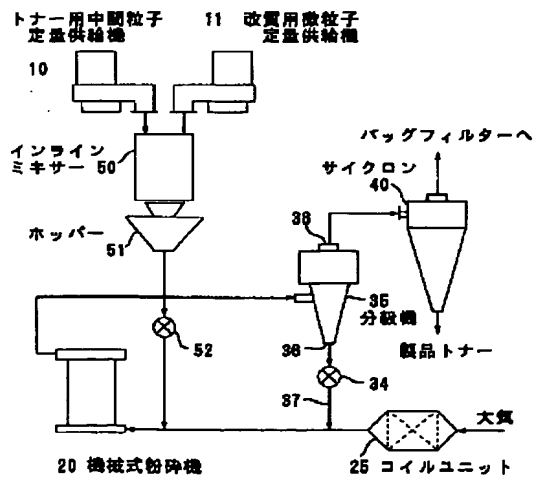 トナー用中間粒子
定量供給機
10
11 改質用微粒子
定量供給機
インライン
ミキサー 50
ホッパー
51
52
バッグフィルターへ
サイクロン
40
38
35
分級機
36
製品トナー
34
37
大気
20 機械式粉砕機
25 コイルユニット